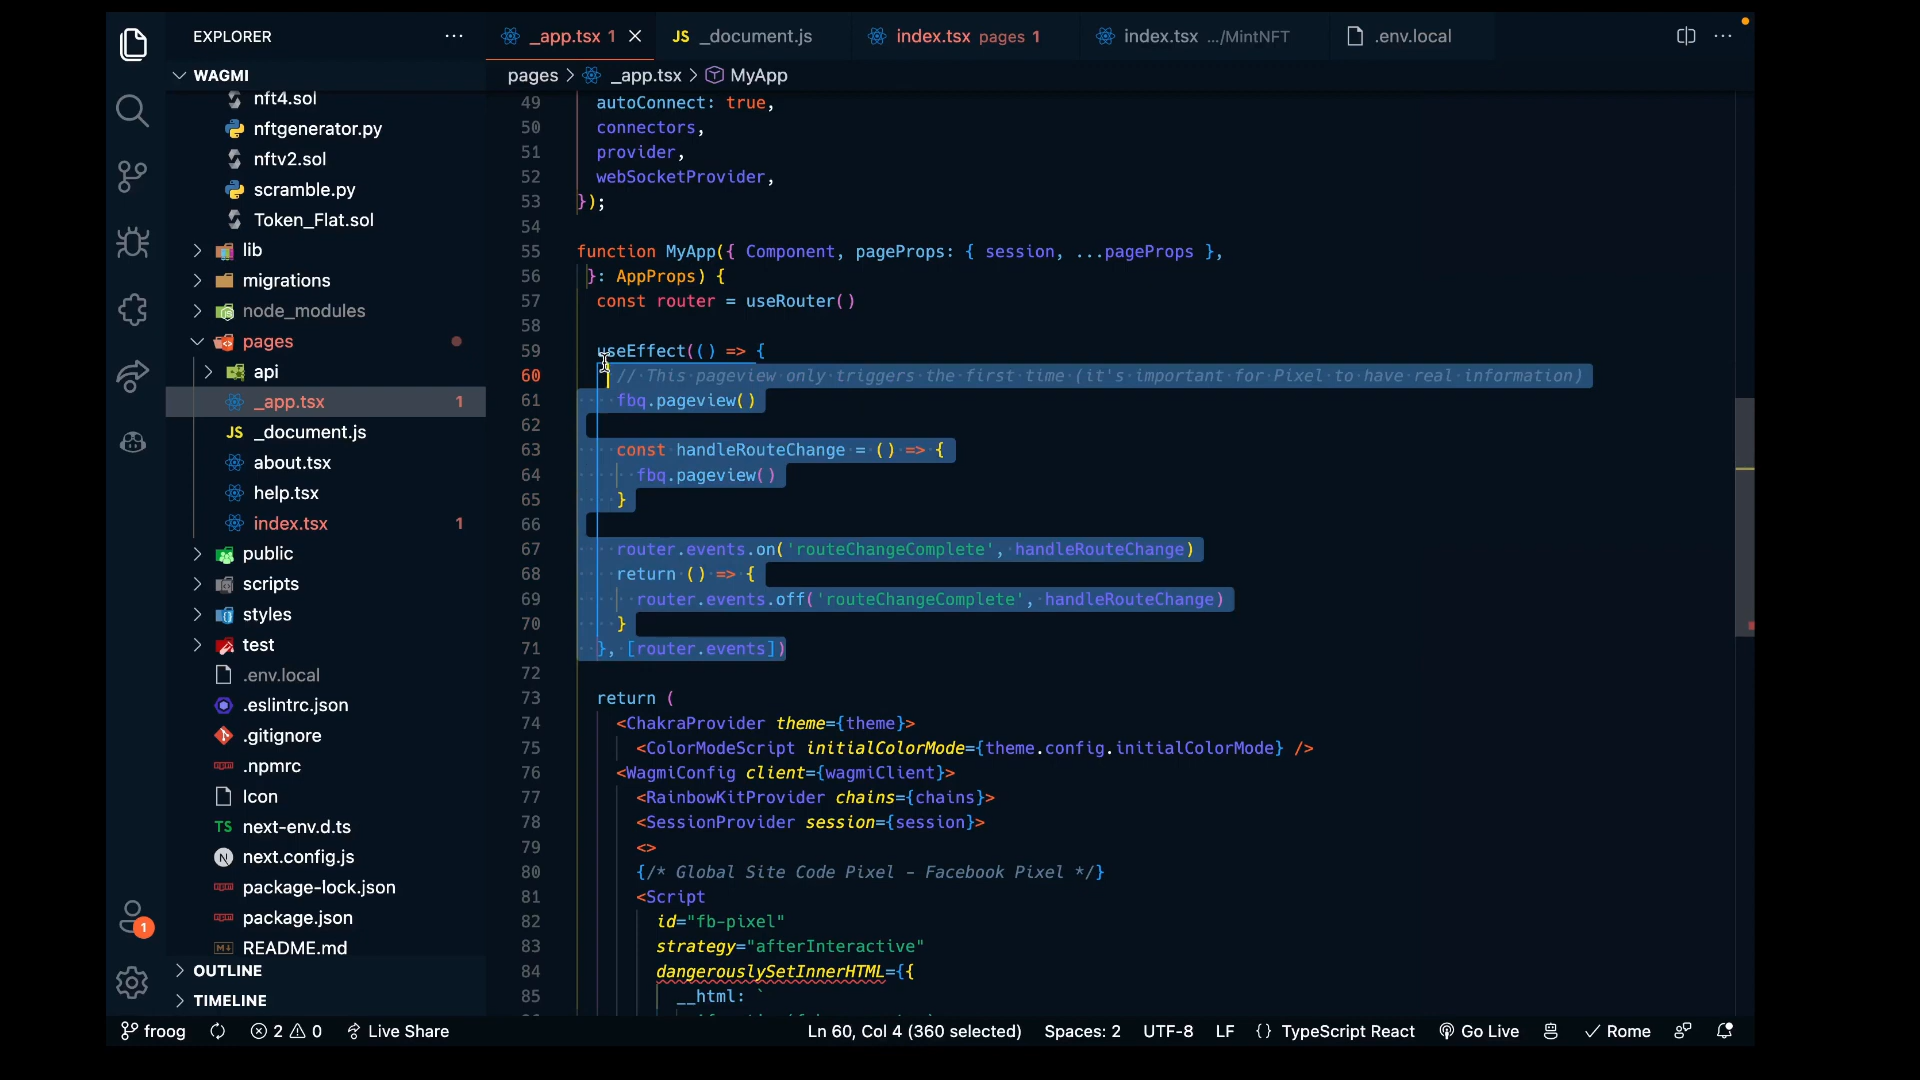 EXPLORER
WAGMI
nft4.sol
nftgenerator.py
nftv2.sol
scramble.py
Token_Flat.sol
lib
migrations
node_modules
pages
api
_app.tsx 1
_document.js
about.tsx
help.tsx
index.tsx 1
public
scripts
styles
test
.env.local
.eslintrc.json
.gitignore
.npmrc
Icon
next-env.d.ts
next.config.js
package-lock.json
package.json
README.md
OUTLINE
TIMELINE
1
_app.tsx 1
JS _document.js
index.tsx pages 1
index.tsx .../MintNFT
.env.local
pages > _app.tsx > MyApp
49 autoConnect: true,
50 connectors,
51 provider,
52 webSocketProvider,
53 });
54
55 function MyApp({ Component, pageProps: { session, ...pageProps },
56 }: AppProps) {
57 const router = useRouter()
58
59 useEffect(() => {
60 // This pageview only triggers the first time (it's important for Pixel to have real information)
61 fbq.pageview()
62
63 const handleRouteChange = () => {
64 fbq.pageview()
65 }
66
67 router.events.on('routeChangeComplete', handleRouteChange)
68 return () => {
69 router.events.off('routeChangeComplete', handleRouteChange)
70 }
71 }, [router.events])
72
73 return (
74 <ChakraProvider theme={theme}>
75 <ColorModeScript initialColorMode={theme.config.initialColorMode} />
76 <WagmiConfig client={wagmiClient}>
77 <RainbowKitProvider chains={chains}>
78 <SessionProvider session={session}>
79 <>
80 {/* Global Site Code Pixel - Facebook Pixel */}
81 <Script
82 id="fb-pixel"
83 strategy="afterInteractive"
84 dangerouslySetInnerHTML={{
85 __html: `
froog 2 0 Live Share
Ln 60, Col 4 (360 selected) Spaces: 2 UTF-8 LF {} TypeScript React Go Live Rome